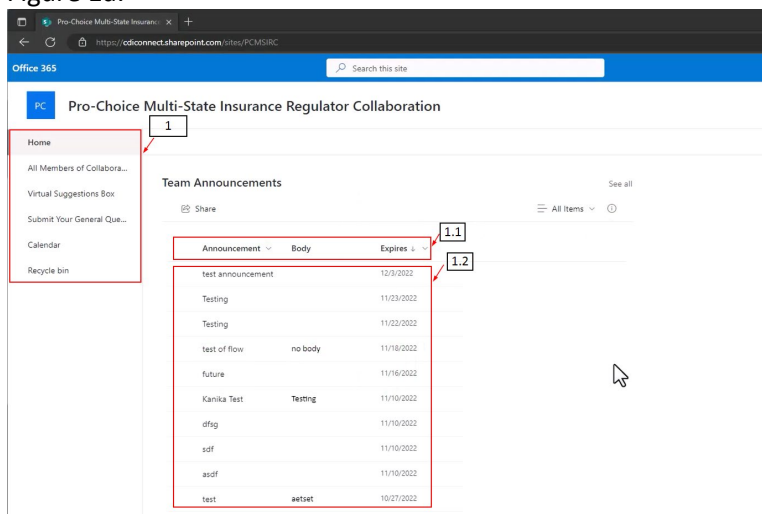 Pro-Choice Multi-State Insuranc
https://cdiconnect.sharepoint.com/sites/PCMSIRC
Office 365
Search this site
PC
Pro-Choice Multi-State Insurance Regulator Collaboration
1
Home
All Members of Collabora...
Virtual Suggestions Box
Submit Your General Que...
Calendar
Recycle bin
Team Announcements
See all
Share
All Items
1.1
Announcement Body Expires
1.2
test announcement 12/3/2022
Testing 11/23/2022
Testing 11/22/2022
test of flow no body 11/18/2022
future 11/16/2022
Kanika Test Testing 11/10/2022
dfsg 11/10/2022
sdf 11/10/2022
asdf 11/10/2022
test aetset 10/27/2022